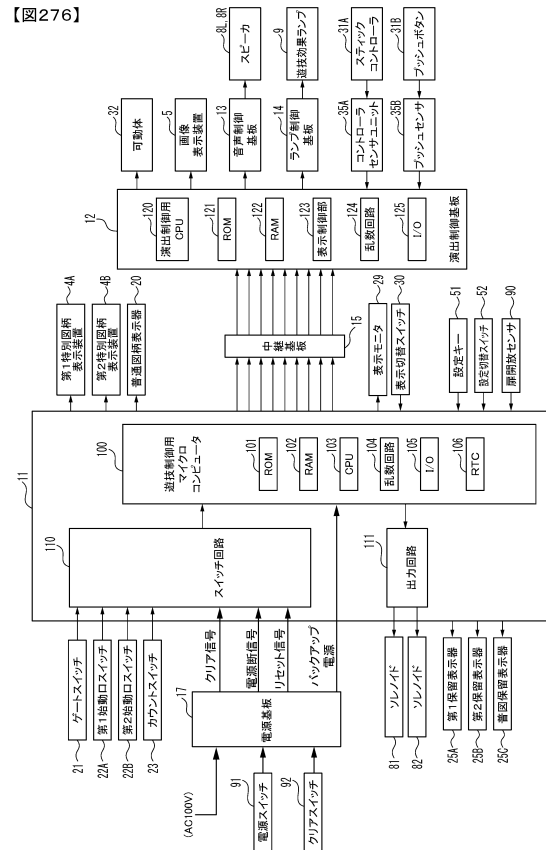 【図276】
32
可動体
5
画像
表示装置
8L, 8R
スピーカ
13
音声制御
基板
9
遊技効果ランプ
14
ランプ制御
基板
31A
スティック
コントローラ
35A
コントローラ
センサユニット
31B
プッシュボタン
35B
プッシュセンサ
12
120
演出制御用
CPU
121
ROM
122
RAM
123
表示制御部
124
乱数回路
125
I/O
演出制御基板
4A
第1特別図柄
表示装置
4B
第2特別図柄
表示装置
20
普通図柄表示器
15
中継
基板
29
表示モニタ
30
表示切替スイッチ
51
設定キー
52
設定切替スイッチ
90
扉開放センサ
11
100
遊技制御用
マイクロ
コンピュータ
101
ROM
102
RAM
103
CPU
104
乱数回路
105
I/O
106
RTC
110
スイッチ回路
111
出力回路
21
ゲートスイッチ
22A
第1始動口スイッチ
22B
第2始動口スイッチ
23
カウントスイッチ
クリア信号
電源断信号
リセット信号
バックアップ
電源
17
電源基板
(AC100V)
91
電源スイッチ
92
クリアスイッチ
81
ソレノイド
82
ソレノイド
25A
第1保留表示器
25B
第2保留表示器
25C
普図保留表示器